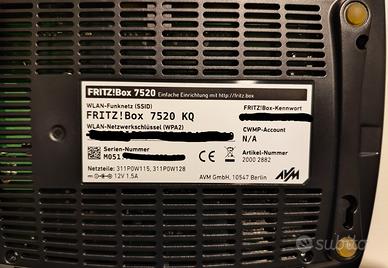 FRITZ!Box 7520 Einfache Einrichtung mit http://fritz.box
WLAN-Funknetz (SSID)
FRITZ!Box 7520 KQ
WLAN-Netzwerkschlüssel (WPA2)
FRITZ!Box-Kennwort
CWMP-Account
N/A
Serien-Nummer
M051
CE
Artikel-Nummer
2000 2882
Netzteile: 311P0W115, 311P0W128
12V 1.5A
AVM GmbH, 10547 Berlin
AVM
subito